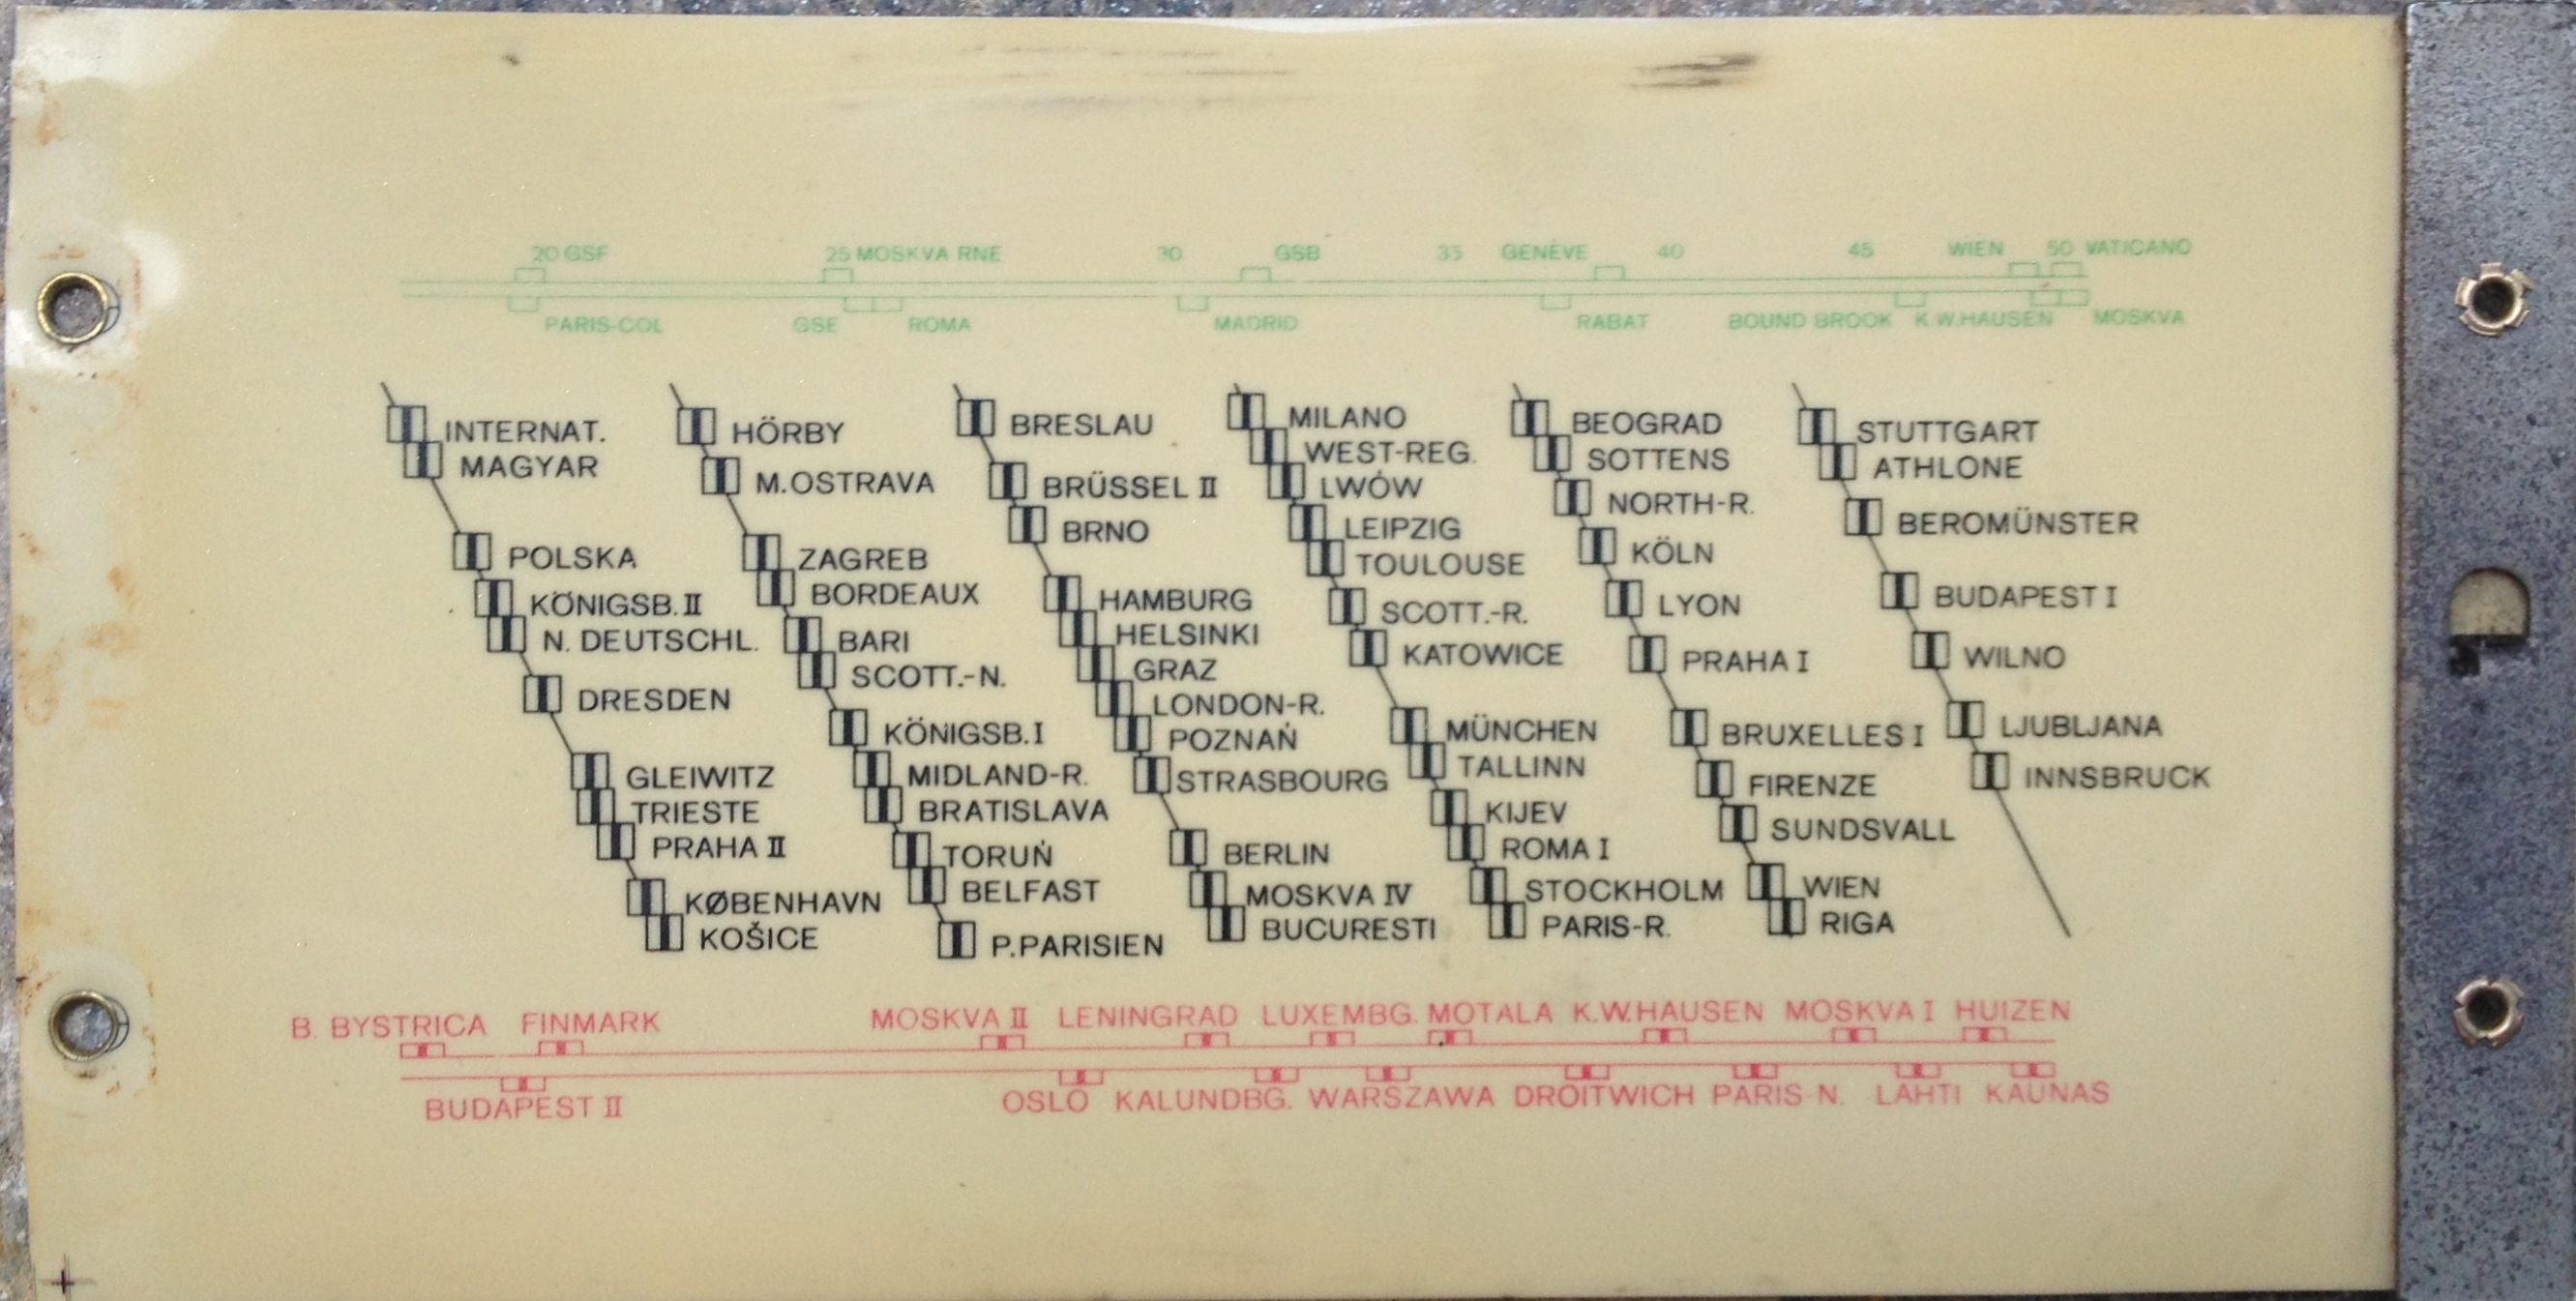 20 GSF 25 MOSKVA RNE 30 GSB 35 GENÈVE 40 45 WIEN 50 VATICANO
PARIS-COL GSE ROMA MADRID RABAT BOUND BROOK K.W.HAUSEN MOSKVA
INTERNAT.
MAGYAR
POLSKA
KÖNIGSB. II
N. DEUTSCHL.
DRESDEN
GLEIWITZ
TRIESTE
PRAHA II
KØBENHAVN
KOŠICE
HÖRBY
M.OSTRAVA
ZAGREB
BORDEAUX
BARI
SCOTT.-N.
KÖNIGSB. I
MIDLAND-R.
BRATISLAVA
TORUŃ
BELFAST
P.PARISIEN
BRESLAU
BRÜSSEL II
BRNO
HAMBURG
HELSINKI
GRAZ
LONDON-R.
POZNAŃ
STRASBOURG
BERLIN
MOSKVA IV
BUCURESTI
MILANO
WEST-REG.
LWÓW
LEIPZIG
TOULOUSE
SCOTT.-R.
KATOWICE
MÜNCHEN
TALLINN
KIJEV
ROMA I
STOCKHOLM
PARIS-R.
BEOGRAD
SOTTENS
NORTH-R.
KÖLN
LYON
PRAHA I
BRUXELLES I
FIRENZE
SUNDSVALL
WIEN
RIGA
STUTTGART
ATHLONE
BEROMÜNSTER
BUDAPEST I
WILNO
LJUBLJANA
INNSBRUCK
B. BYSTRICA FINMARK MOSKVA II LENINGRAD LUXEMBG. MOTALA K.W.HAUSEN MOSKVA I HUIZEN
BUDAPEST II OSLO KALUNDBG. WARSZAWA DROITWICH PARIS N. LAHTI KAUNAS